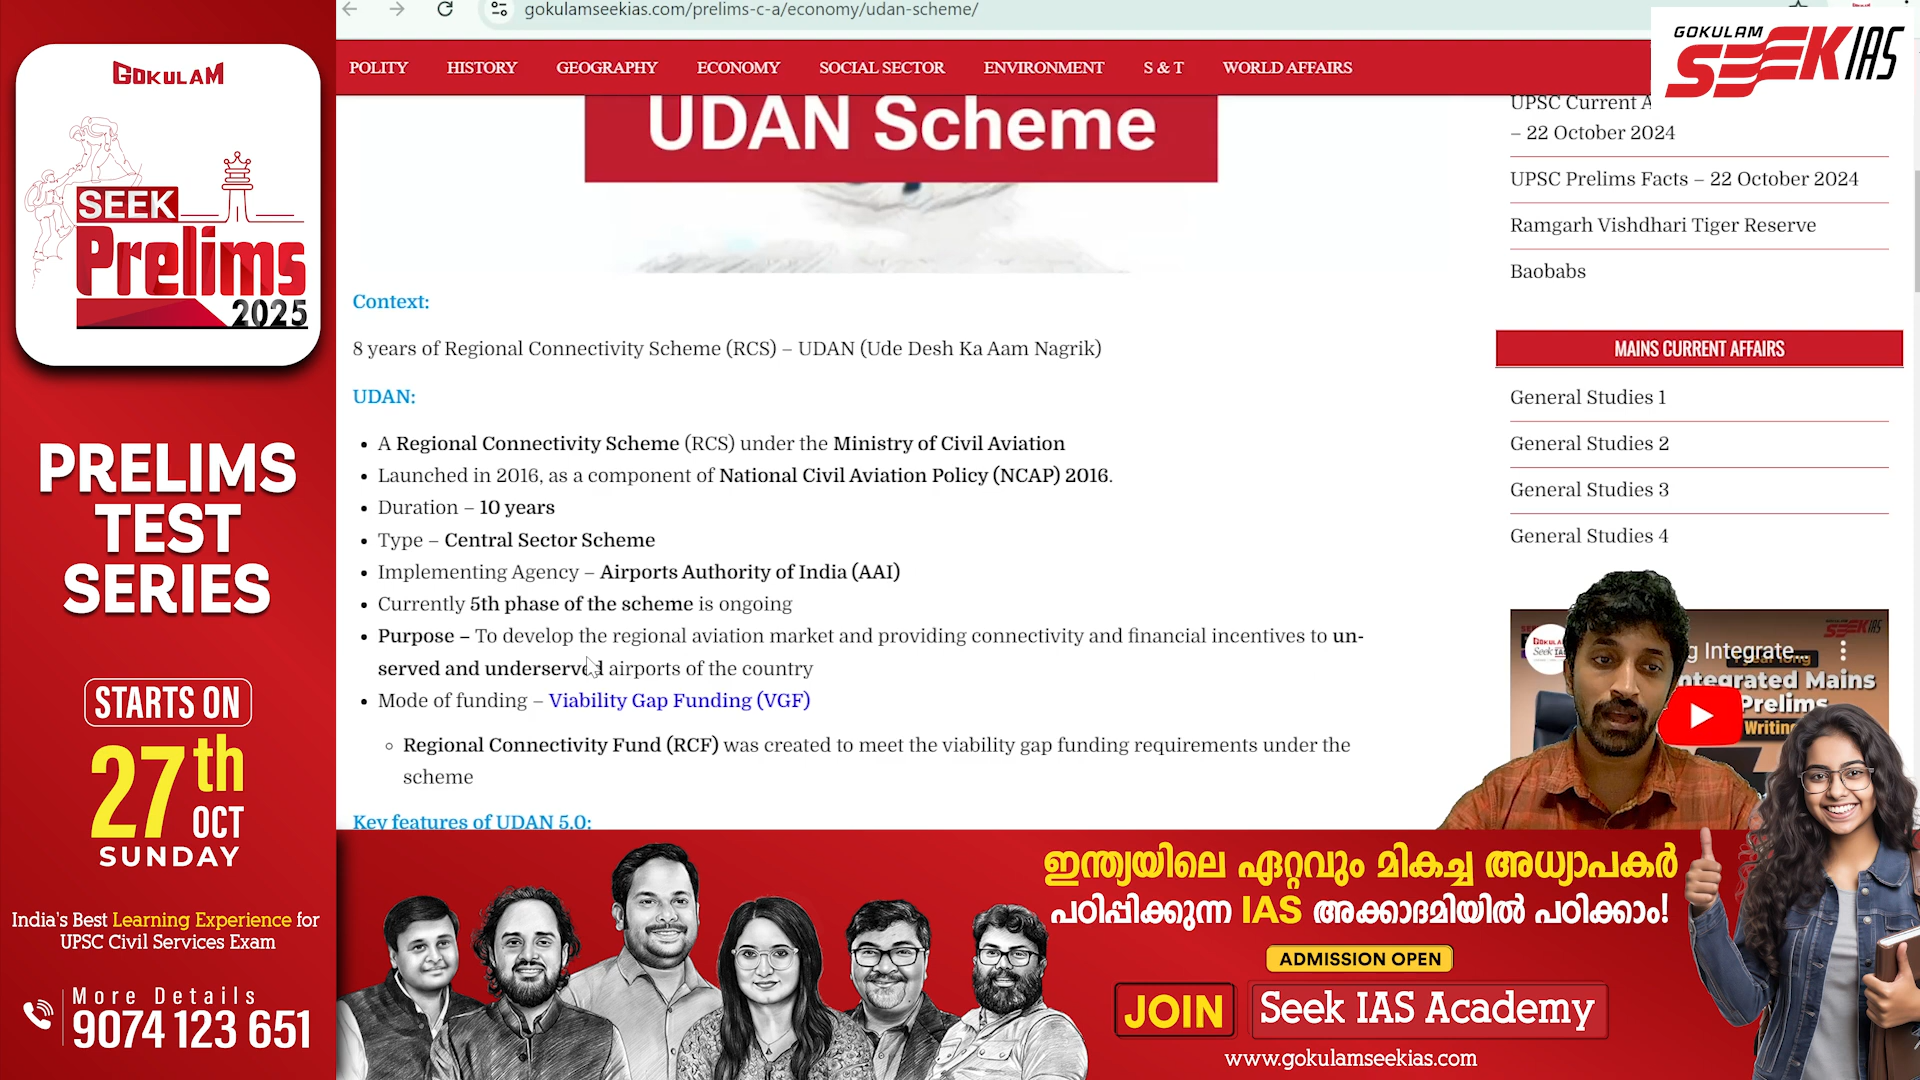 gokulamseekias.com/prelims-c-a/economy/udan-scheme/
GOKULAM
SEEK IAS
POLITY HISTORY GEOGRAPHY ECONOMY SOCIAL SECTOR ENVIRONMENT S & T WORLD AFFAIRS
GOKULAM
SEEK
Prelims
2025
PRELIMS
TEST
SERIES
STARTS ON
27th
OCT
SUNDAY
India's Best Learning Experience for
UPSC Civil Services Exam
More Details
9074 123 651
UDAN Scheme
Context:
8 years of Regional Connectivity Scheme (RCS) – UDAN (Ude Desh Ka Aam Nagrik)
UDAN:
• A Regional Connectivity Scheme (RCS) under the Ministry of Civil Aviation
• Launched in 2016, as a component of National Civil Aviation Policy (NCAP) 2016.
• Duration – 10 years
• Type – Central Sector Scheme
• Implementing Agency – Airports Authority of India (AAI)
• Currently 5th phase of the scheme is ongoing
• Purpose – To develop the regional aviation market and providing connectivity and financial incentives to un-
served and underserved airports of the country
• Mode of funding – Viability Gap Funding (VGF)
Regional Connectivity Fund (RCF) was created to meet the viability gap funding requirements under the
scheme
Key features of UDAN 5.0:
UPSC Current A
– 22 October 2024
UPSC Prelims Facts – 22 October 2024
Ramgarh Vishdhari Tiger Reserve
Baobabs
MAINS CURRENT AFFAIRS
General Studies 1
General Studies 2
General Studies 3
General Studies 4
g Integrate...
ntegrated Mains
Prelims
Writing
ഇന്ത്യയിലെ ഏറ്റവും മികച്ച അധ്യാപകർ
പഠിപ്പിക്കുന്ന IAS അക്കാദമിയിൽ പഠിക്കാം!
ADMISSION OPEN
JOIN Seek IAS Academy
www.gokulamseekias.com